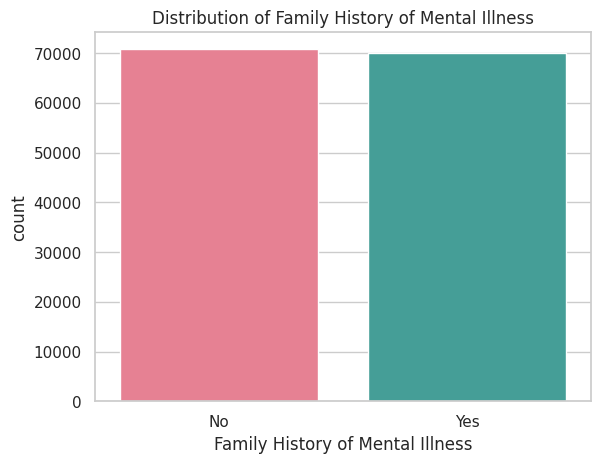 Distribution of Family History of Mental Illness
70000
60000
50000
40000
30000
20000
10000
0
count
No Yes
Family History of Mental Illness